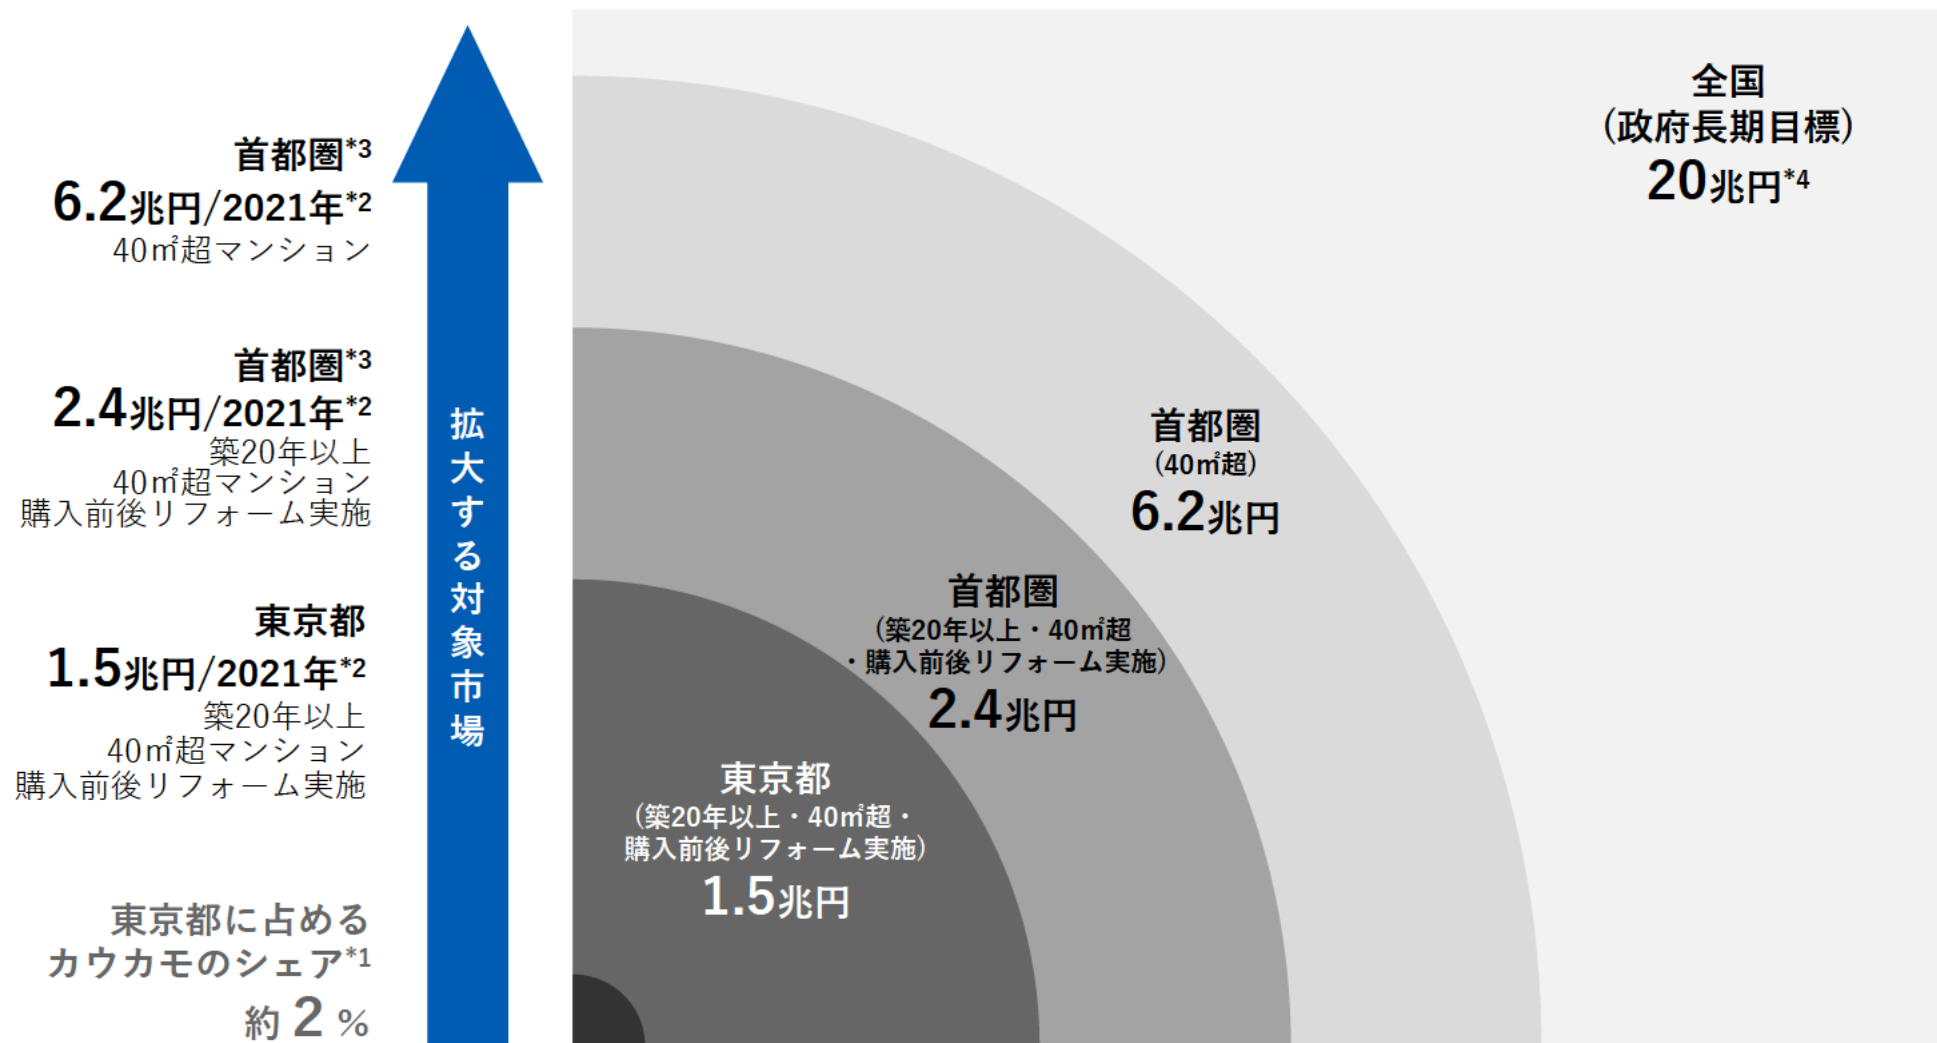 首都圏*3
6.2兆円/2021年*2
40㎡超マンション
首都圏*3
2.4兆円/2021年*2
築20年以上
40㎡超マンション
購入前後リフォーム実施
東京都
1.5兆円/2021年*2
築20年以上
40㎡超マンション
購入前後リフォーム実施
東京都に占める
カウカモのシェア*1
約 2 %
拡大する対象市場
全国
(政府長期目標)
20兆円*4
首都圏
(40㎡超)
6.2兆円
首都圏
(築20年以上・40㎡超
・購入前後リフォーム実施)
2.4兆円
東京都
(築20年以上・40㎡超・
購入前後リフォーム実施)
1.5兆円